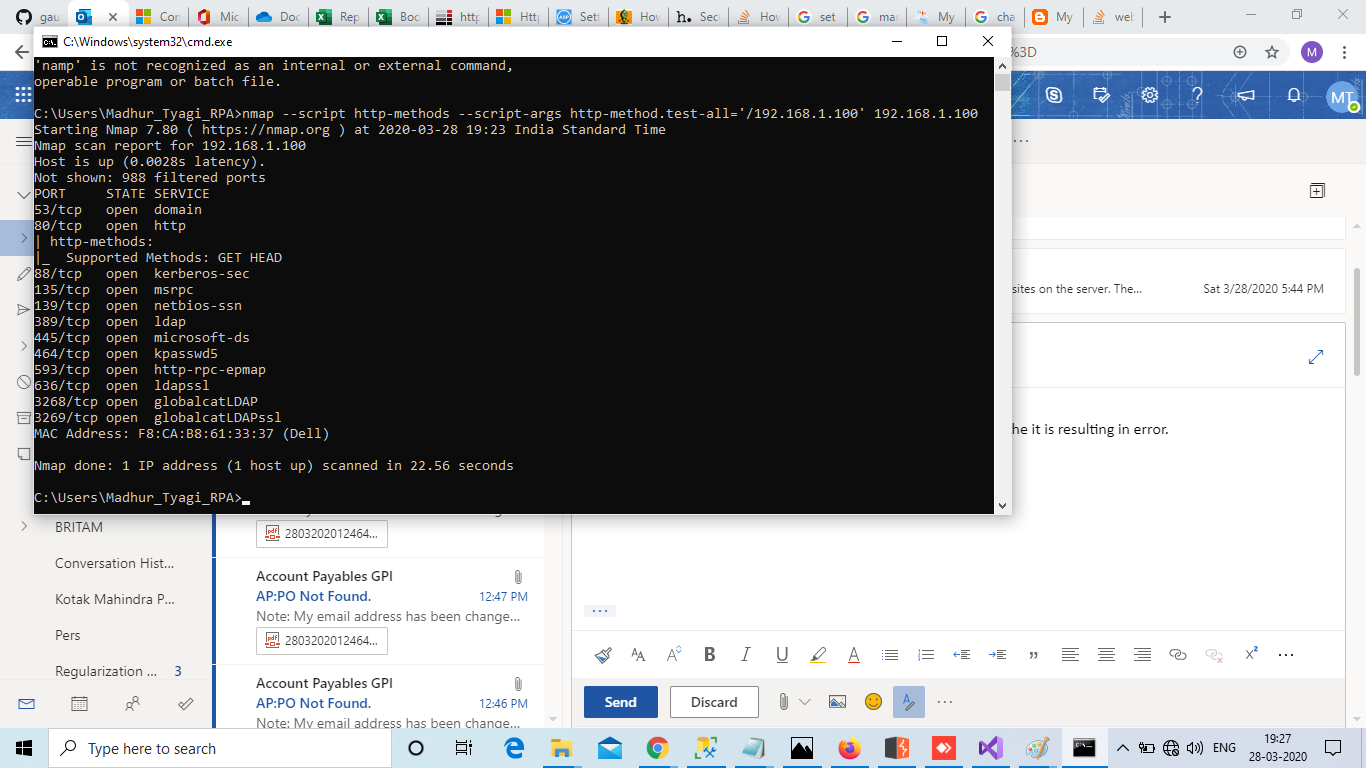 gau
Cor
Mic
Doc
Rep
Boc
http
Http
Sett
How
Sec
How
set
ma
My
cha
My
wel
C:\Windows\system32\cmd.exe
%3D
M
'namp' is not recognized as an internal or external command,
operable program or batch file.
C:\Users\Madhur_Tyagi_RPA>nmap --script http-methods --script-args http-method.test-all='/192.168.1.100' 192.168.1.100
Starting Nmap 7.80 ( https://nmap.org ) at 2020-03-28 19:23 India Standard Time
Nmap scan report for 192.168.1.100
Host is up (0.0028s latency).
Not shown: 988 filtered ports
PORT     STATE SERVICE
53/tcp   open  domain
80/tcp   open  http
| http-methods:
|_  Supported Methods: GET HEAD
88/tcp   open  kerberos-sec
135/tcp  open  msrpc
139/tcp  open  netbios-ssn
389/tcp  open  ldap
445/tcp  open  microsoft-ds
464/tcp  open  kpasswd5
593/tcp  open  http-rpc-epmap
636/tcp  open  ldapssl
3268/tcp open  globalcatLDAP
3269/tcp open  globalcatLDAPssl
MAC Address: F8:CA:B8:61:33:37 (Dell)
Nmap done: 1 IP address (1 host up) scanned in 22.56 seconds
C:\Users\Madhur_Tyagi_RPA>
MT
sites on the server. The... Sat 3/28/2020 5:44 PM
he it is resulting in error.
BRITAM
Conversation Hist...
Kotak Mahindra P...
Pers
Regularization ... 3
2803202012464...
Account Payables GPI
AP:PO Not Found. 12:47 PM
Note: My email address has been change...
2803202012464...
Account Payables GPI
AP:PO Not Found. 12:46 PM
Note: My email address has been change...
Send Discard
Type here to search
ENG
19:27
28-03-2020